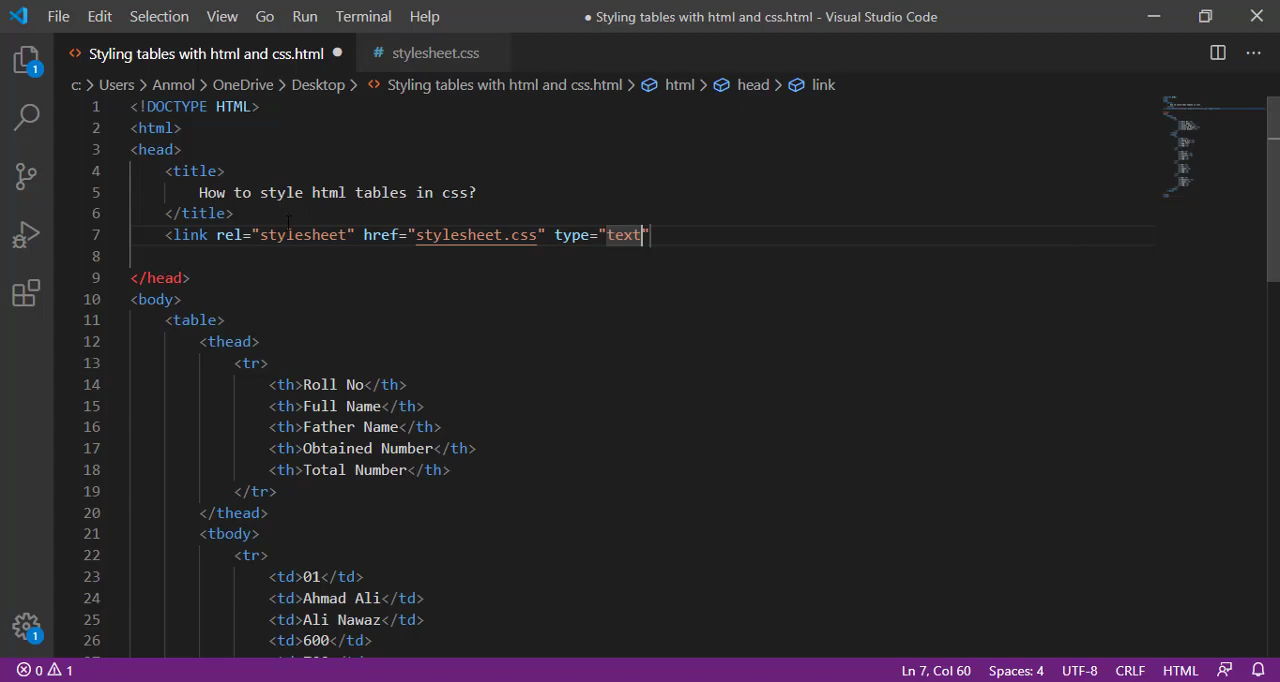 File Edit Selection View Go Run Terminal Help ● Styling tables with html and css.html - Visual Studio Code
<> Styling tables with html and css.html ● # stylesheet.css
c: > Users > Anmol > OneDrive > Desktop > <> Styling tables with html and css.html > html > head > link
1 <!DOCTYPE HTML>
2 <html>
3 <head>
4 <title>
5 How to style html tables in css?
6 </title>
7 <link rel="stylesheet" href="stylesheet.css" type="text"
8
9 </head>
10 <body>
11 <table>
12 <thead>
13 <tr>
14 <th>Roll No</th>
15 <th>Full Name</th>
16 <th>Father Name</th>
17 <th>Obtained Number</th>
18 <th>Total Number</th>
19 </tr>
20 </thead>
21 <tbody>
22 <tr>
23 <td>01</td>
24 <td>Ahmad Ali</td>
25 <td>Ali Nawaz</td>
26 <td>600</td>
1
1
0 1 Ln 7, Col 60 Spaces: 4 UTF-8 CRLF HTML